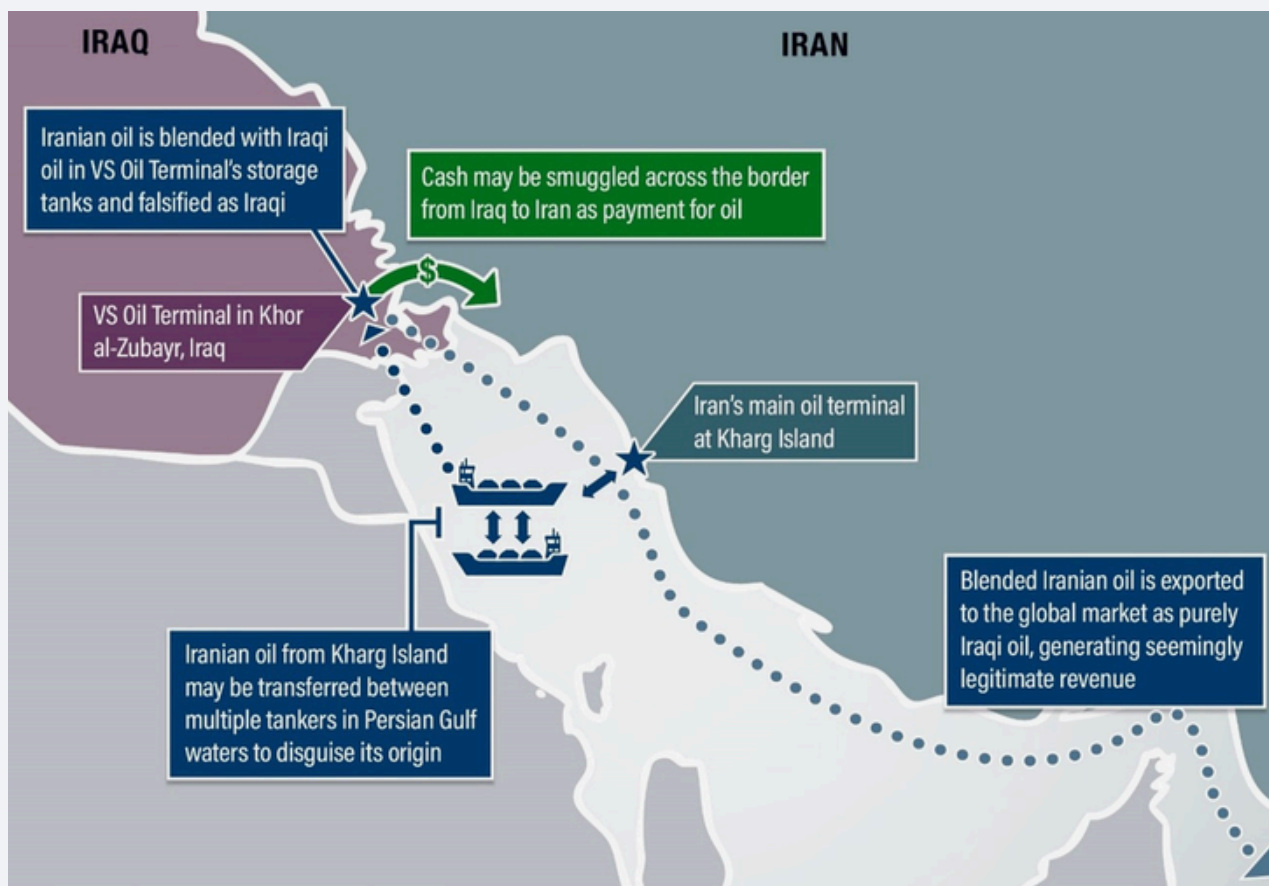 IRAQ
IRAN
Iranian oil is blended with Iraqi
oil in VS Oil Terminal's storage
tanks and falsified as Iraqi
Cash may be smuggled across the border
from Iraq to Iran as payment for oil
$
VS Oil Terminal in Khor
al-Zubayr, Iraq
Iran's main oil terminal
at Kharg Island
Iranian oil from Kharg Island
may be transferred between
multiple tankers in Persian Gulf
waters to disguise its origin
Blended Iranian oil is exported
to the global market as purely
Iraqi oil, generating seemingly
legitimate revenue